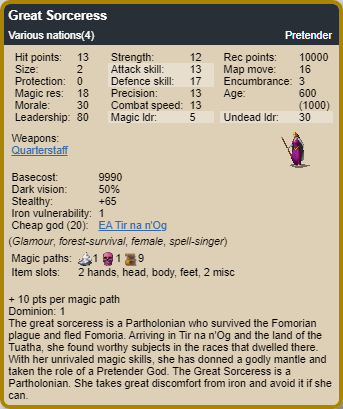 Great Sorceress
Various nations(4) Pretender
Hit points: 13 Strength: 12 Rec points: 10000
Size: 2 Attack skill: 13 Map move: 16
Protection: 0 Defence skill: 17 Encumbrance: 3
Magic res: 18 Precision: 13 Age: 600
Morale: 30 Combat speed: 13 (1000)
Leadership: 80 Magic ldr: 5 Undead ldr: 30
Weapons:
Quarterstaff
Basecost: 9990
Dark vision: 50%
Stealthy: +65
Iron vulnerability: 1
Cheap god (20): EA Tir na n'Og
(Glamour, forest-survival, female, spell-singer)
Magic paths: 1 1 9
Item slots: 2 hands, head, body, feet, 2 misc
+ 10 pts per magic path
Dominion: 1
The great sorceress is a Partholonian who survived the Fomorian
plague and fled Fomoria. Arriving in Tir na n'Og and the land of the
Tuatha, she found worthy subjects in the races that dwelled there.
With her unrivaled magic skills, she has donned a godly mantle and
taken the role of a Pretender God. The Great Sorceress is a
Partholonian. She takes great discomfort from iron and avoid it if she
can.